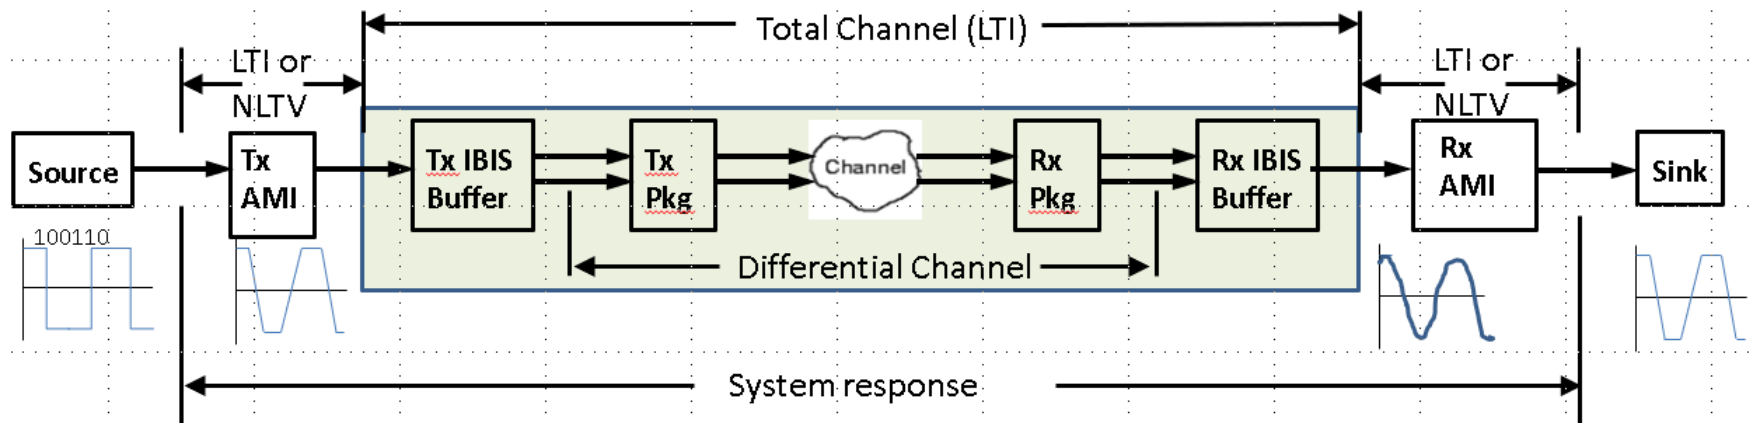 Total Channel (LTI)
LTI or
NLTV
LTI or
NLTV
Source
Tx
AMI
Tx IBIS
Buffer
Tx
Pkg
Channel
Rx
Pkg
Rx IBIS
Buffer
Rx
AMI
Sink
100110
Differential Channel
System response